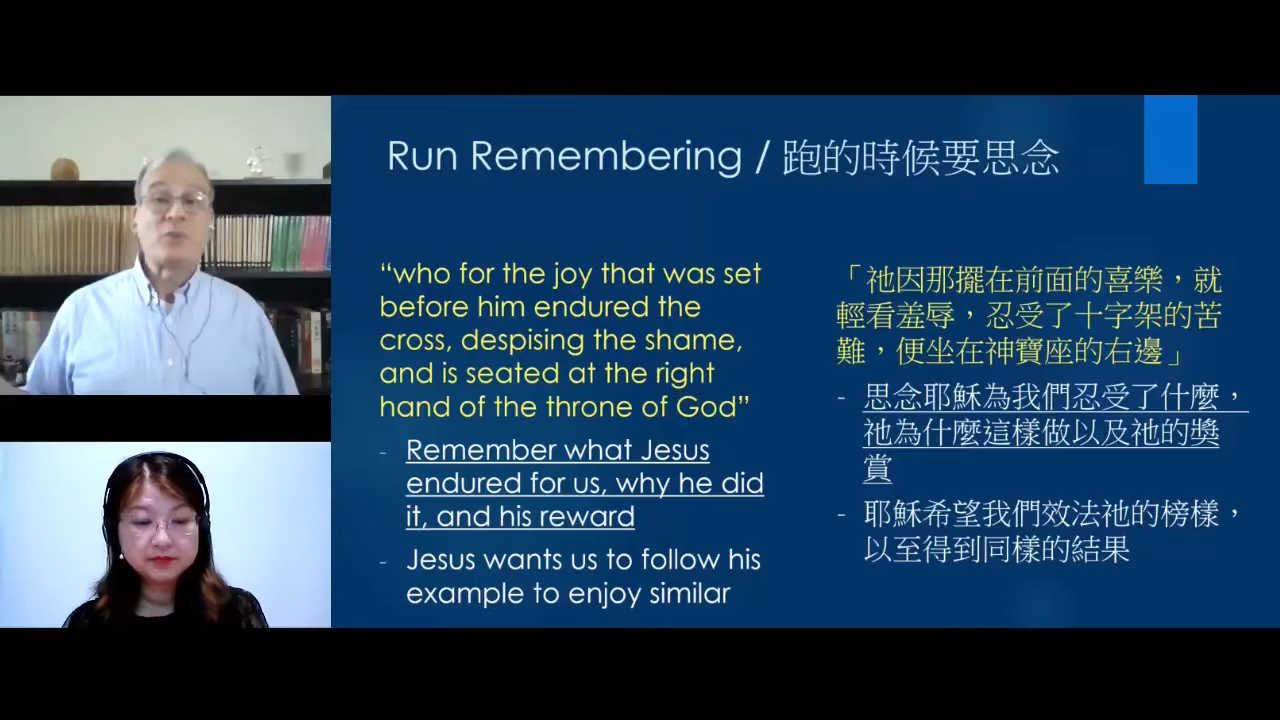 Run Remembering / 跑的時候要思念
“who for the joy that was set
before him endured the
cross, despising the shame,
and is seated at the right
hand of the throne of God”
- Remember what Jesus
endured for us, why he did
it, and his reward
- Jesus wants us to follow his
example to enjoy similar
「祂因那擺在前面的喜樂，就
輕看羞辱，忍受了十字架的苦
難，便坐在神寶座的右邊」
- 思念耶穌為我們忍受了什麼，
祂為什麼這樣做以及祂的獎
賞
- 耶穌希望我們效法祂的榜樣，
以至得到同樣的結果